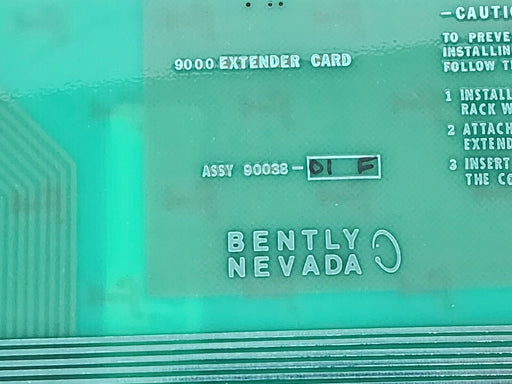 —CAUTI
TO PREVE
INSTALLIN
FOLLOW T
9000 EXTENDER CARD
1 INSTALL
RACK W
2 ATTACH
EXTEND
3 INSERT
THE CO
ASSY 90038-01 F
BENTLY
NEVADA